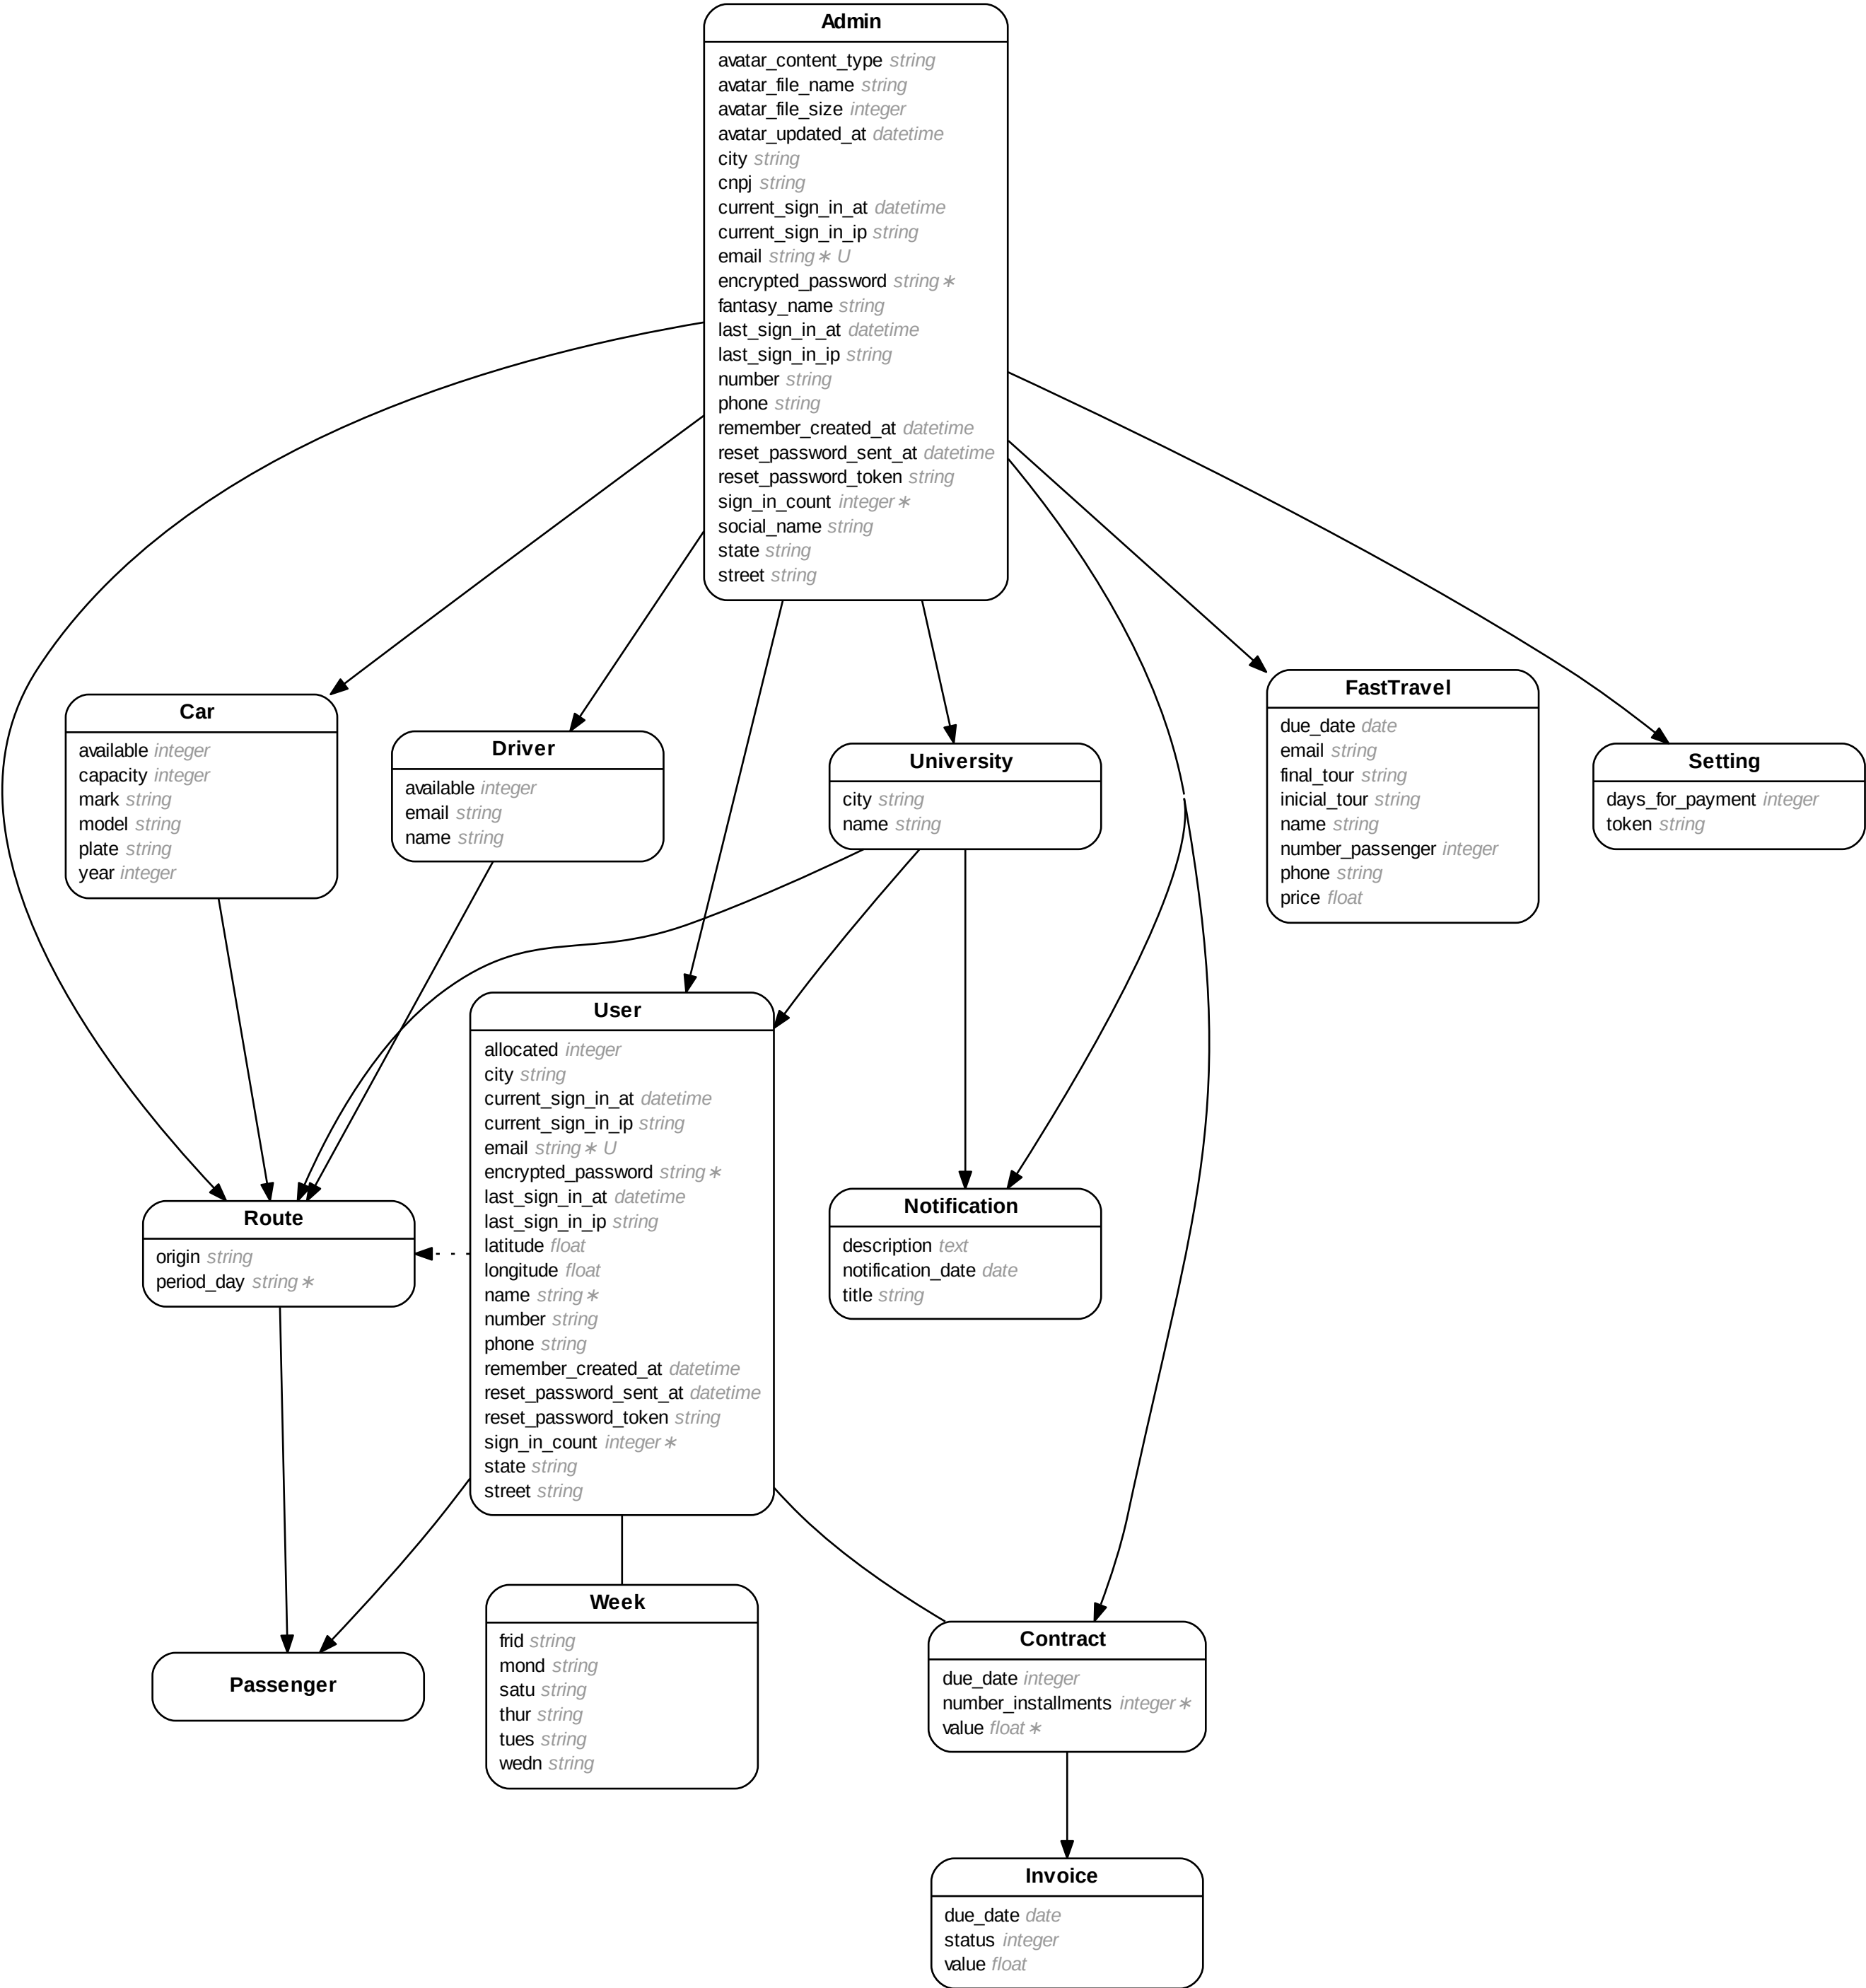 Admin
avatar_content_type string
avatar_file_name string
avatar_file_size integer
avatar_updated_at datetime
city string
cnpj string
current_sign_in_at datetime
current_sign_in_ip string
email string∗ U
encrypted_password string∗
fantasy_name string
last_sign_in_at datetime
last_sign_in_ip string
number string
phone string
remember_created_at datetime
reset_password_sent_at datetime
reset_password_token string
sign_in_count integer∗
social_name string
state string
street string
Car
available integer
capacity integer
mark string
model string
plate string
year integer
Driver
available integer
email string
name string
University
city string
name string
FastTravel
due_date date
email string
final_tour string
inicial_tour string
name string
number_passenger integer
phone string
price float
Setting
days_for_payment integer
token string
User
allocated integer
city string
current_sign_in_at datetime
current_sign_in_ip string
email string∗ U
encrypted_password string∗
last_sign_in_at datetime
last_sign_in_ip string
latitude float
longitude float
name string∗
number string
phone string
remember_created_at datetime
reset_password_sent_at datetime
reset_password_token string
sign_in_count integer∗
state string
street string
Route
origin string
period_day string∗
Notification
description text
notification_date date
title string
Passenger
Week
frid string
mond string
satu string
thur string
tues string
wedn string
Contract
due_date integer
number_installments integer∗
value float∗
Invoice
due_date date
status integer
value float